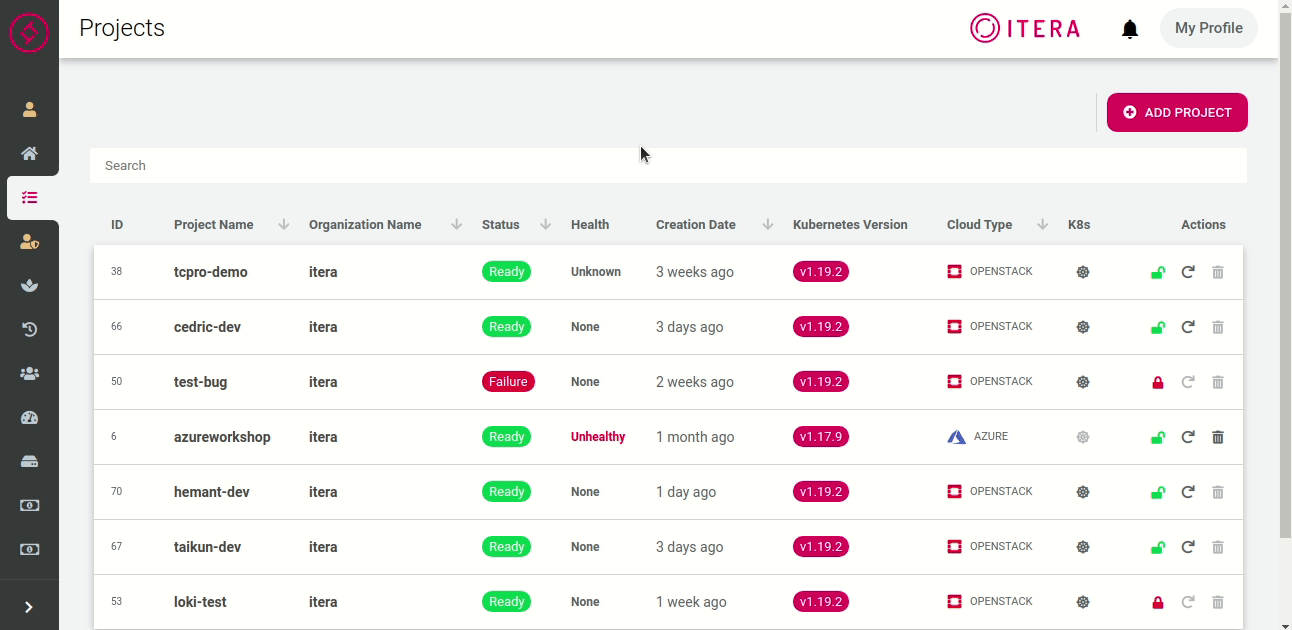 Projects
ITERA
My Profile
ADD PROJECT
Search
ID Project Name Organization Name Status Health Creation Date Kubernetes Version Cloud Type K8s Actions
38 tcpro-demo itera Ready Unknown 3 weeks ago v1.19.2 OPENSTACK
66 cedric-dev itera Ready None 3 days ago v1.19.2 OPENSTACK
50 test-bug itera Failure None 2 weeks ago v1.19.2 OPENSTACK
6 azureworkshop itera Ready Unhealthy 1 month ago v1.17.9 AZURE
70 hemant-dev itera Ready None 1 day ago v1.19.2 OPENSTACK
67 taikun-dev itera Ready None 3 days ago v1.19.2 OPENSTACK
53 loki-test itera Ready None 1 week ago v1.19.2 OPENSTACK